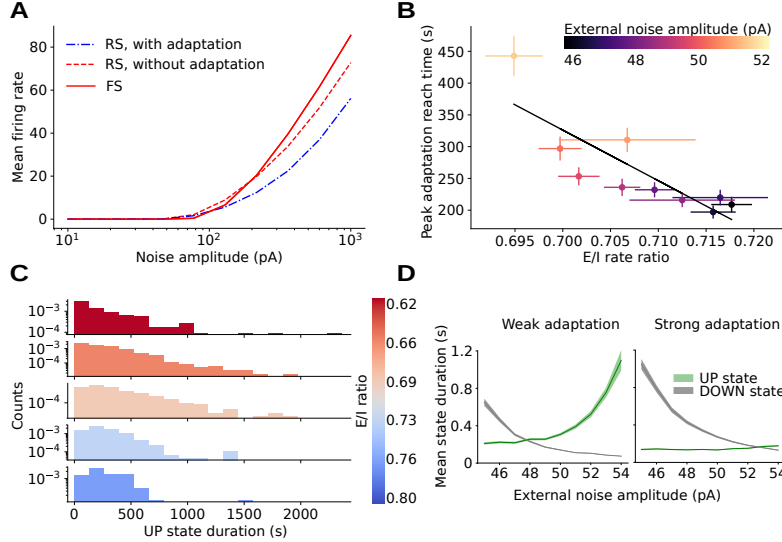 A
RS, with adaptation
RS, without adaptation
FS
Mean firing rate
80
60
40
20
0
10^1
10^2
10^3
Noise amplitude (pA)
B
External noise amplitude (pA)
46
48
50
52
Peak adaptation reach time (s)
450
400
350
300
250
200
0.695
0.700
0.705
0.710
0.715
0.720
E/I rate ratio
C
Counts
10^−3
10^−4
10^−3
10^−4
10^−3
10^−4
10^−3
0
500
1000
1500
2000
UP state duration (s)
0.62
0.66
0.69
0.73
0.76
0.80
E/I ratio
D
Weak adaptation
Strong adaptation
UP state
DOWN state
Mean state duration (s)
1.2
0.8
0.4
0
46
48
50
52
54
46
48
50
52
54
External noise amplitude (pA)